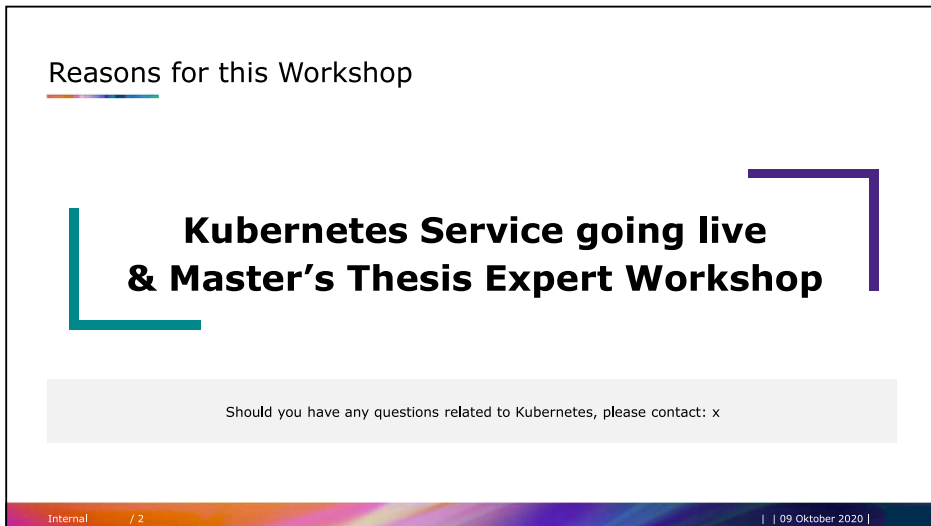 Reasons for this Workshop
Kubernetes Service going live
& Master’s Thesis Expert Workshop
Should you have any questions related to Kubernetes, please contact: x
Internal / 2 | | 09 Oktober 2020 |